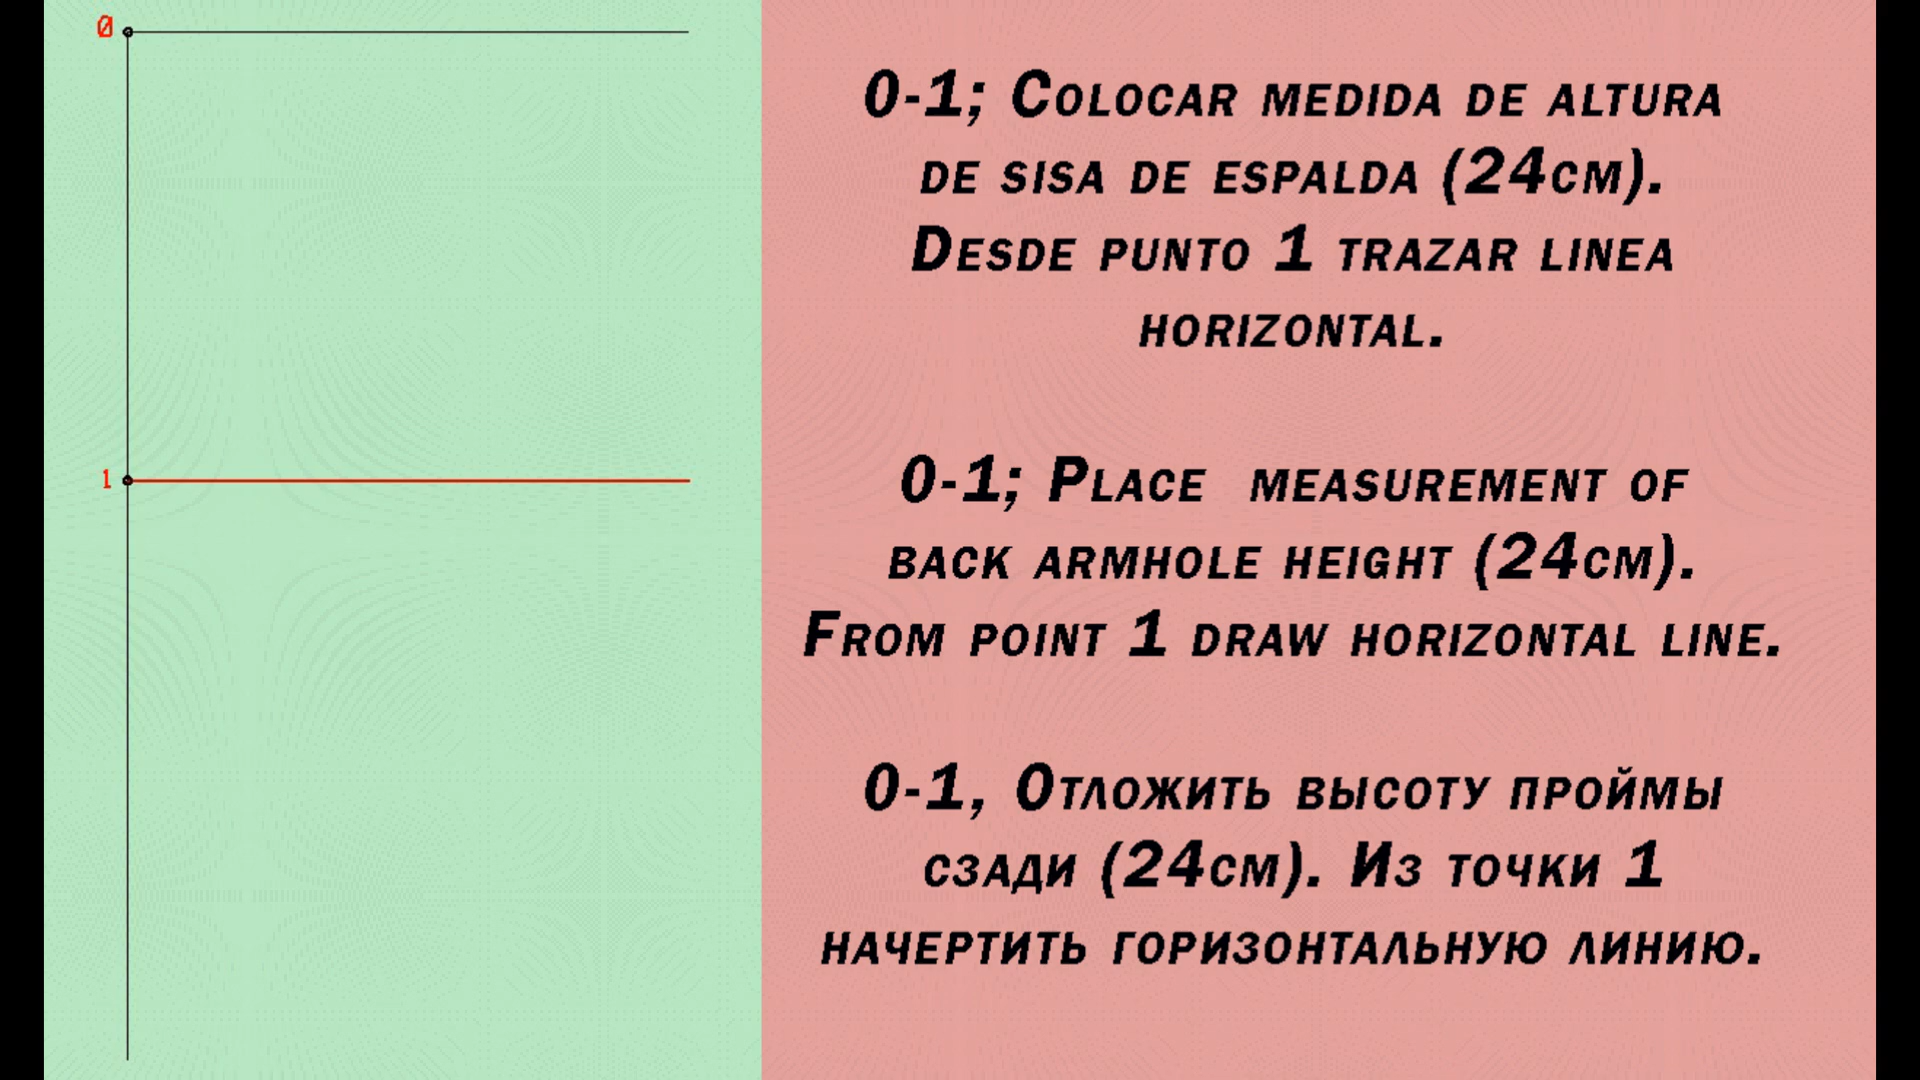 0
1
0-1; Colocar medida de altura
de sisa de espalda (24cm).
Desde punto 1 trazar linea
horizontal.
0-1; Place measurement of
back armhole height (24cm).
From point 1 draw horizontal line.
0-1, Отложить высоту проймы
сзади (24см). Из точки 1
начертить горизонтальную линию.